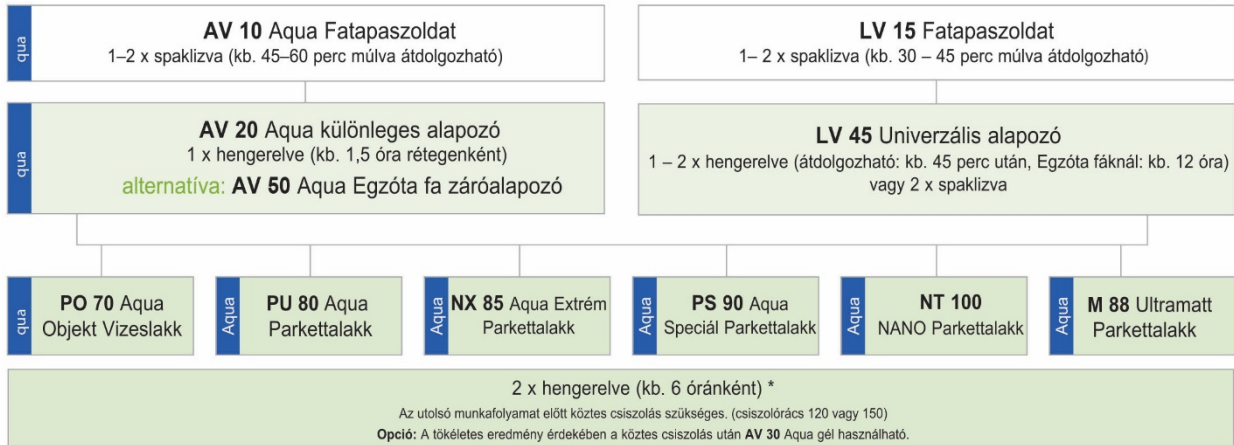 qua
AV 10 Aqua Fatapaszoldat
1–2 x spaklizva (kb. 45–60 perc múlva átdolgozható)
LV 15 Fatapaszoldat
1– 2 x spaklizva (kb. 30 – 45 perc múlva átdolgozható)
qua
AV 20 Aqua különleges alapozó
1 x hengerelve (kb. 1,5 óra rétegenként)
alternatíva: AV 50 Aqua Egzóta fa záróalapozó
LV 45 Univerzális alapozó
1 – 2 x hengerelve (átdolgozható: kb. 45 perc után, Egzóta fáknál: kb. 12 óra)
vagy 2 x spaklizva
qua
PO 70 Aqua
Objekt Vizeslakk
Aqua
PU 80 Aqua
Parkettalakk
Aqua
NX 85 Aqua Extrém
Parkettalakk
Aqua
PS 90 Aqua
Speciál Parkettalakk
Aqua
NT 100
NANO Parkettalakk
Aqua
M 88 Ultramatt
Parkettalakk
2 x hengerelve (kb. 6 óránként) *
Az utolsó munkafolyamat előtt köztes csiszolás szükséges. (csiszolórács 120 vagy 150)
Opció: A tökéletes eredmény érdekében a köztes csiszolás után AV 30 Aqua gél használható.